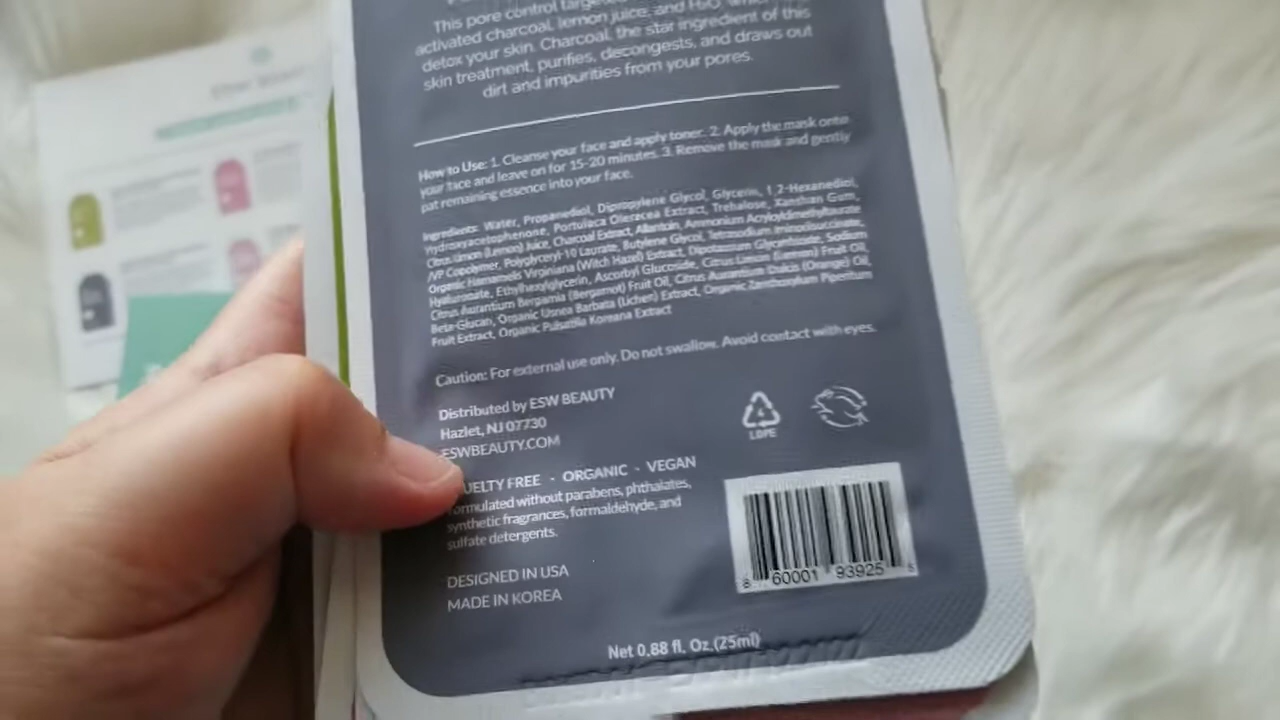 This pore control targeted
activated charcoal, lemon juice, and H2O, which
detox your skin. Charcoal, the star ingredient of this
skin treatment, purifies, decongests, and draws out
dirt and impurities from your pores.
How to Use: 1. Cleanse your face and apply toner. 2. Apply the mask onto
your face and leave on for 15-20 minutes. 3. Remove the mask and gently
pat remaining essence into your face.
Ingredients: Water, Propanediol, Dipropylene Glycol, Glycerin, 1,2-Hexanediol,
Hydroxyacetophenone, Portulaca Oleracea Extract, Trehalose, Xanthan Gum,
Citrus Limon (Lemon) Juice, Charcoal Extract, Allantoin, Ammonium Acryloyldimethyltaurate
/VP Copolymer, Polyglyceryl-10 Laurate, Butylene Glycol, Tetrasodium Iminodisuccinate,
Organic Hamamelis Virginiana (Witch Hazel) Extract, Dipotassium Glycyrrhizate, Sodium
Hyaluronate, Ethylhexylglycerin, Ascorbyl Glucoside, Citrus Limon (Lemon) Fruit Oil,
Citrus Aurantium Bergamia (Bergamot) Fruit Oil, Citrus Aurantium Dulcis (Orange) Oil,
Beta-Glucan, Organic Usnea Barbata (Lichen) Extract, Organic Zanthoxylum Piperitum
Fruit Extract, Organic Pulsatilla Koreana Extract
Caution: For external use only. Do not swallow. Avoid contact with eyes.
Distributed by ESW BEAUTY
Hazlet, NJ 07730
ESWBEAUTY.COM
LDPE
UELTY FREE · ORGANIC · VEGAN
formulated without parabens, phthalates,
synthetic fragrances, formaldehyde, and
sulfate detergents.
DESIGNED IN USA
MADE IN KOREA
8 60001 93925 5
Net 0.88 fl. Oz.(25ml)